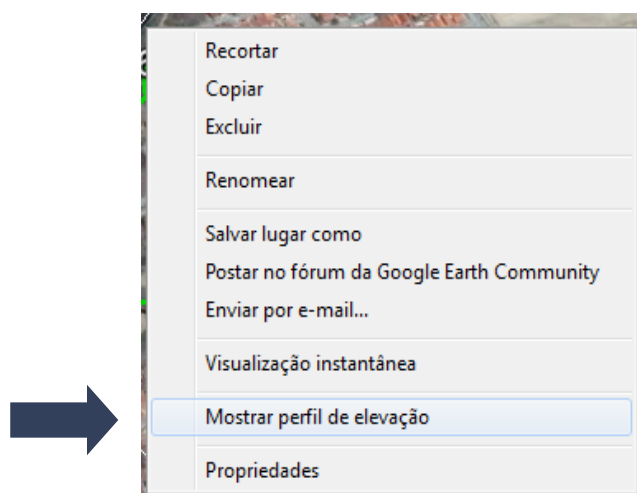 Recortar
Copiar
Excluir
Renomear
Salvar lugar como
Postar no fórum da Google Earth Community
Enviar por e-mail...
Visualização instantânea
Mostrar perfil de elevação
Propriedades